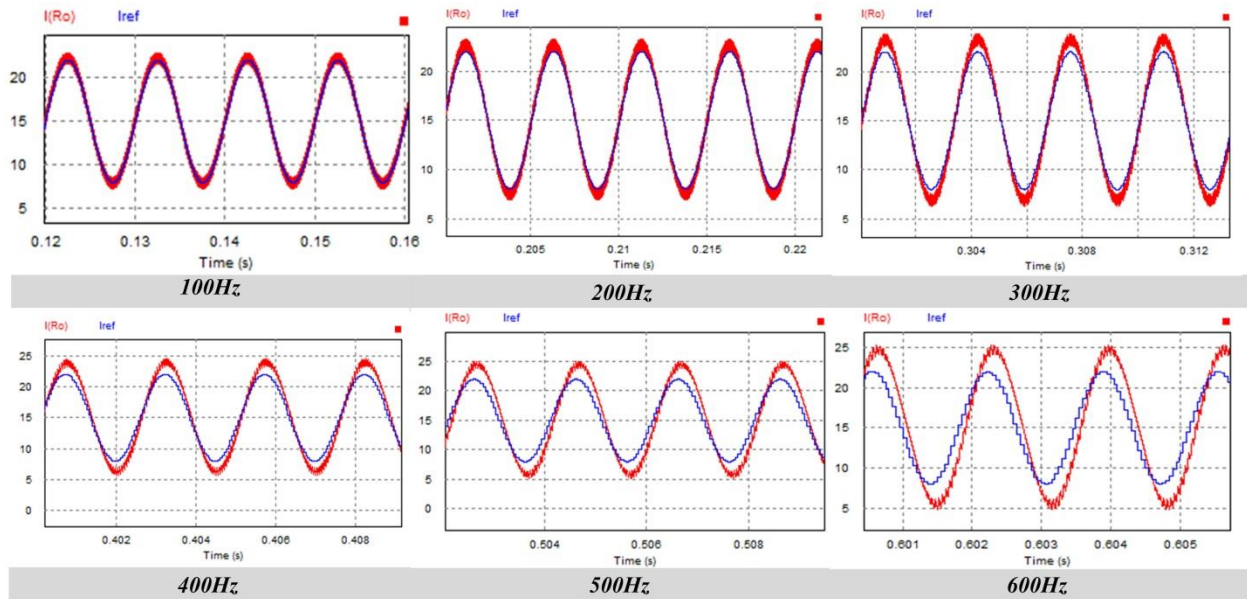 I(Ro) Iref
20
15
10
5
0.12 0.13 0.14 0.15 0.16
Time (s)
100Hz
I(Ro) Iref
20
15
10
5
0.205 0.21 0.215 0.22
Time (s)
200Hz
I(Ro) Iref
20
15
10
5
0.304 0.308 0.312
Time (s)
300Hz
I(Ro) Iref
25
20
15
10
5
0
0.402 0.404 0.406 0.408
Time (s)
400Hz
I(Ro) Iref
25
20
15
10
5
0
0.504 0.506 0.508
Time (s)
500Hz
I(Ro) Iref
25
20
15
10
5
0.601 0.602 0.603 0.604 0.605
Time (s)
600Hz